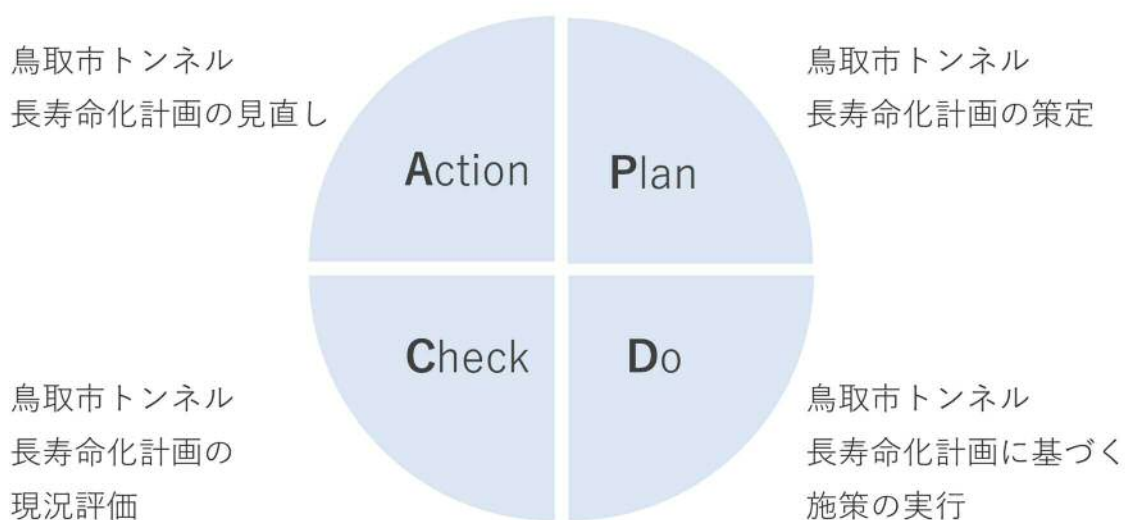 鳥取市トンネル
長寿命化計画の見直し
Action
Plan
鳥取市トンネル
長寿命化計画の策定
Check
Do
鳥取市トンネル
長寿命化計画の
現況評価
鳥取市トンネル
長寿命化計画に基づく
施策の実行